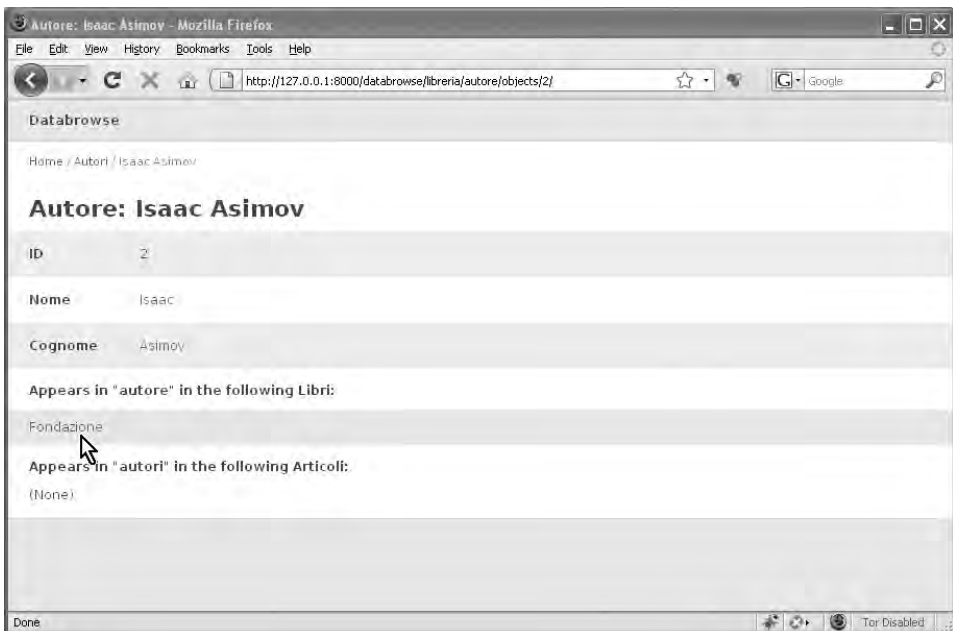 Autore: Isaac Asimov - Mozilla Firefox
File Edit View History Bookmarks Tools Help
http://127.0.0.1:8000/databrowse/libreria/autore/objects/2/ G Google
Databrowse
Home / Autori / Isaac Asimov
Autore: Isaac Asimov
ID 2
Nome Isaac
Cognome Asimov
Appears in "autore" in the following Libri:
Fondazione
Appears in "autori" in the following Articoli:
(None)
Done Tor Disabled